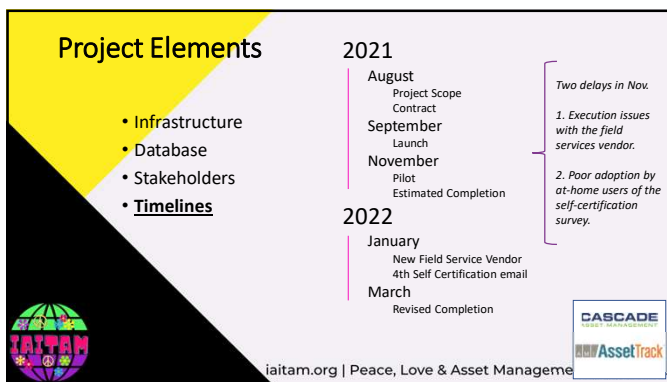 Project Elements
• Infrastructure
• Database
• Stakeholders
• Timelines
2021
August
Project Scope
Contract
September
Launch
November
Pilot
Estimated Completion
2022
January
New Field Service Vendor
4th Self Certification email
March
Revised Completion
Two delays in Nov.
1. Execution issues
with the field
services vendor.
2. Poor adoption by
at-home users of the
self-certification
survey.
IAITAM
iaitam.org | Peace, Love & Asset Manageme
CASCADE
ASSET MANAGEMENT
AssetTrack